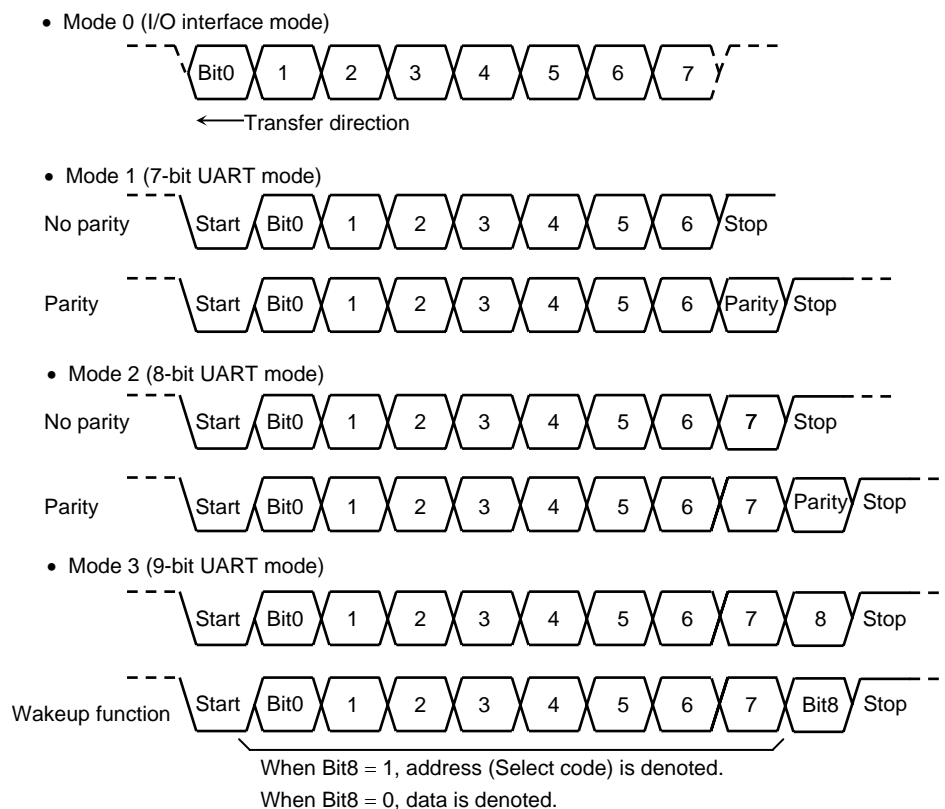 • Mode 0 (I/O interface mode)
Bit0 1 2 3 4 5 6 7
←Transfer direction
• Mode 1 (7-bit UART mode)
No parity Start Bit0 1 2 3 4 5 6 Stop
Parity Start Bit0 1 2 3 4 5 6 Parity Stop
• Mode 2 (8-bit UART mode)
No parity Start Bit0 1 2 3 4 5 6 7 Stop
Parity Start Bit0 1 2 3 4 5 6 7 Parity Stop
• Mode 3 (9-bit UART mode)
Start Bit0 1 2 3 4 5 6 7 8 Stop
Wakeup function Start Bit0 1 2 3 4 5 6 7 Bit8 Stop
When Bit8 = 1, address (Select code) is denoted.
When Bit8 = 0, data is denoted.